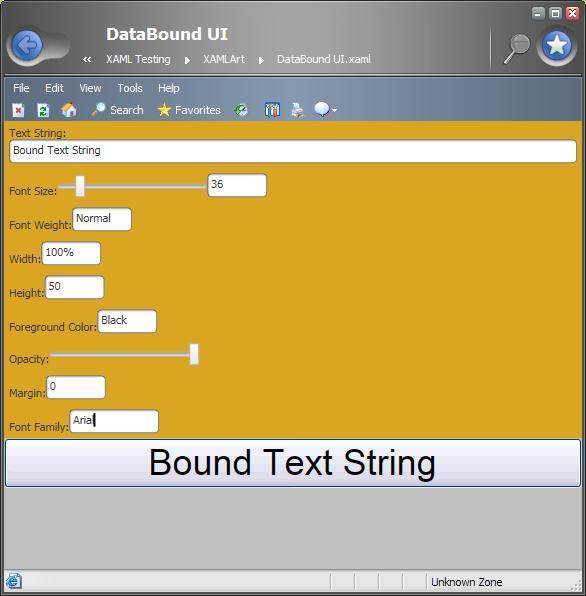 DataBound UI
« XAML Testing ▸ XAMLArt ▸ DataBound UI.xaml
File Edit View Tools Help
Search Favorites
Text String:
Bound Text String
Font Size: 36
Font Weight: Normal
Width: 100%
Height: 50
Foreground Color: Black
Opacity:
Margin: 0
Font Family: Arial
Bound Text String
Unknown Zone